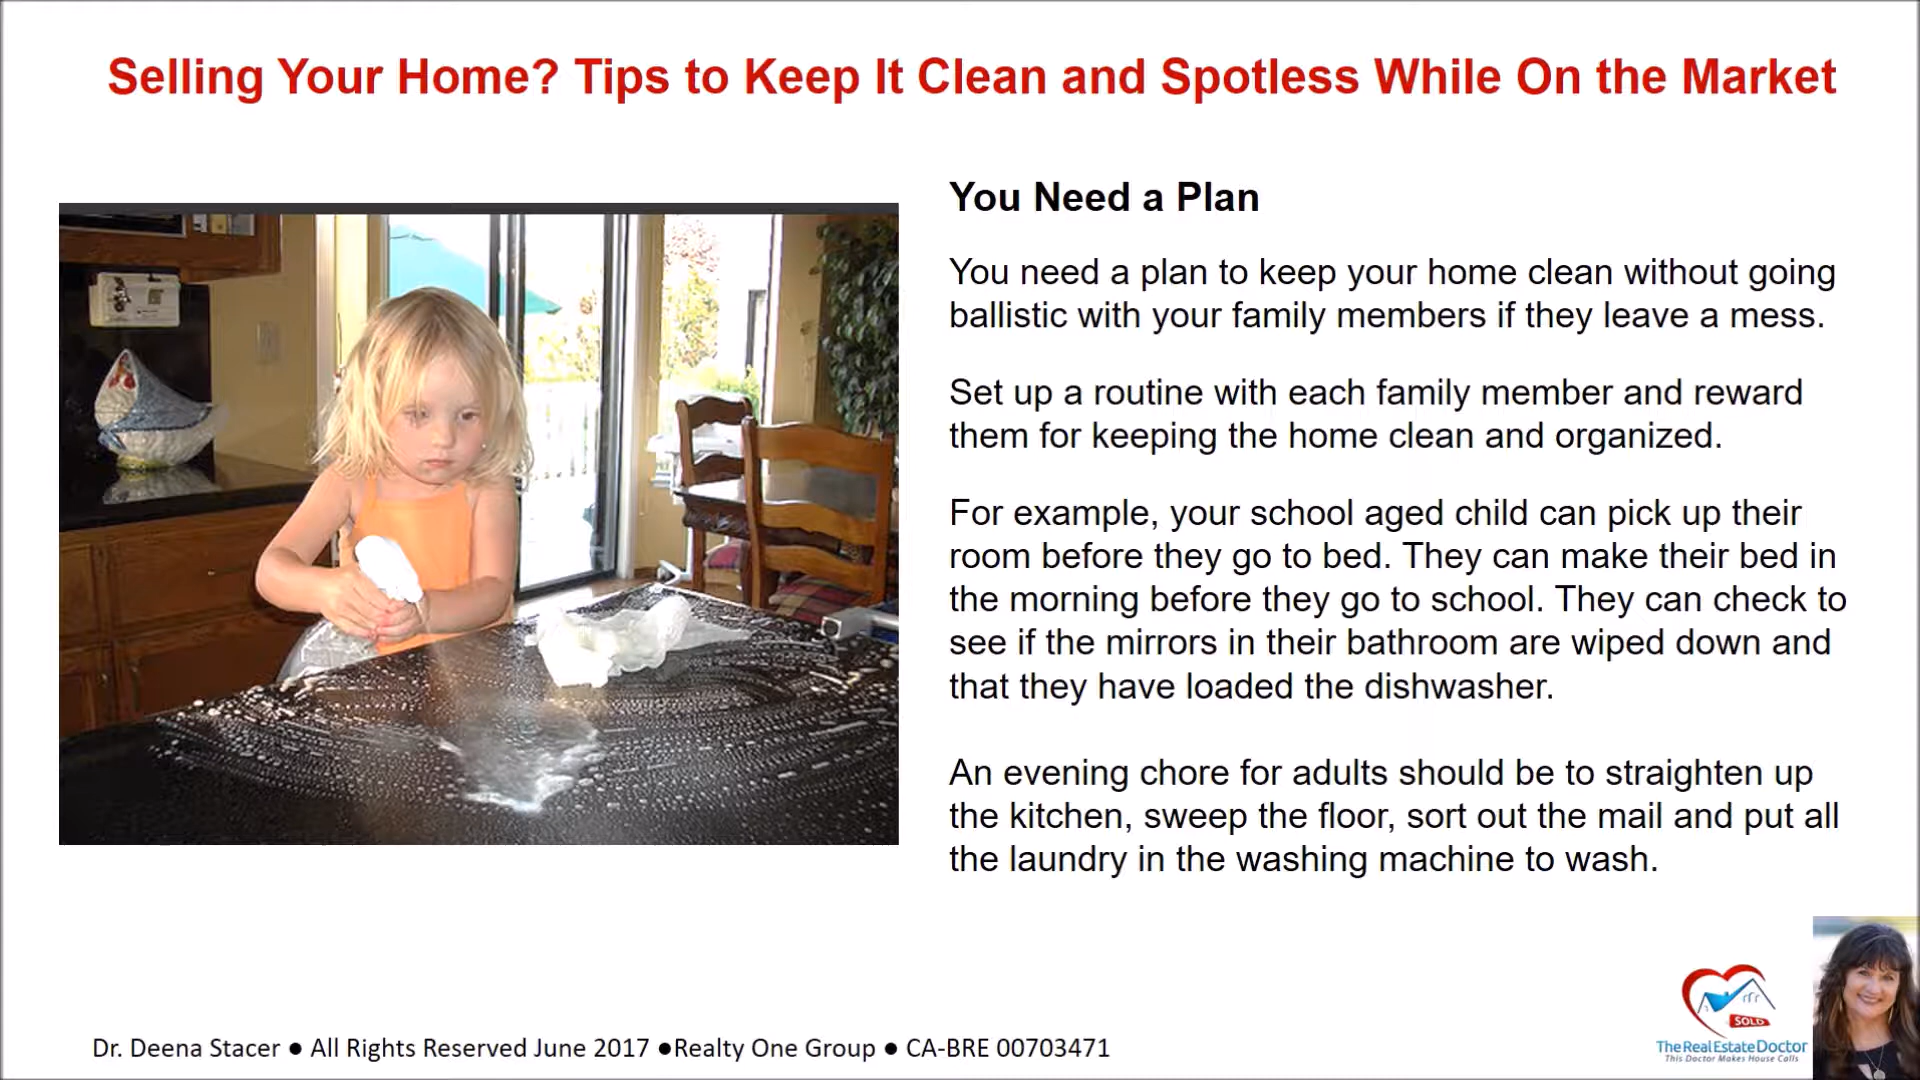 Selling Your Home? Tips to Keep It Clean and Spotless While On the Market
You Need a Plan
You need a plan to keep your home clean without going
ballistic with your family members if they leave a mess.
Set up a routine with each family member and reward
them for keeping the home clean and organized.
For example, your school aged child can pick up their
room before they go to bed. They can make their bed in
the morning before they go to school. They can check to
see if the mirrors in their bathroom are wiped down and
that they have loaded the dishwasher.
An evening chore for adults should be to straighten up
the kitchen, sweep the floor, sort out the mail and put all
the laundry in the washing machine to wash.
SOLD
TheRealEstateDoctor
This Doctor Makes House Calls
Dr. Deena Stacer ● All Rights Reserved June 2017 ●Realty One Group ● CA-BRE 00703471